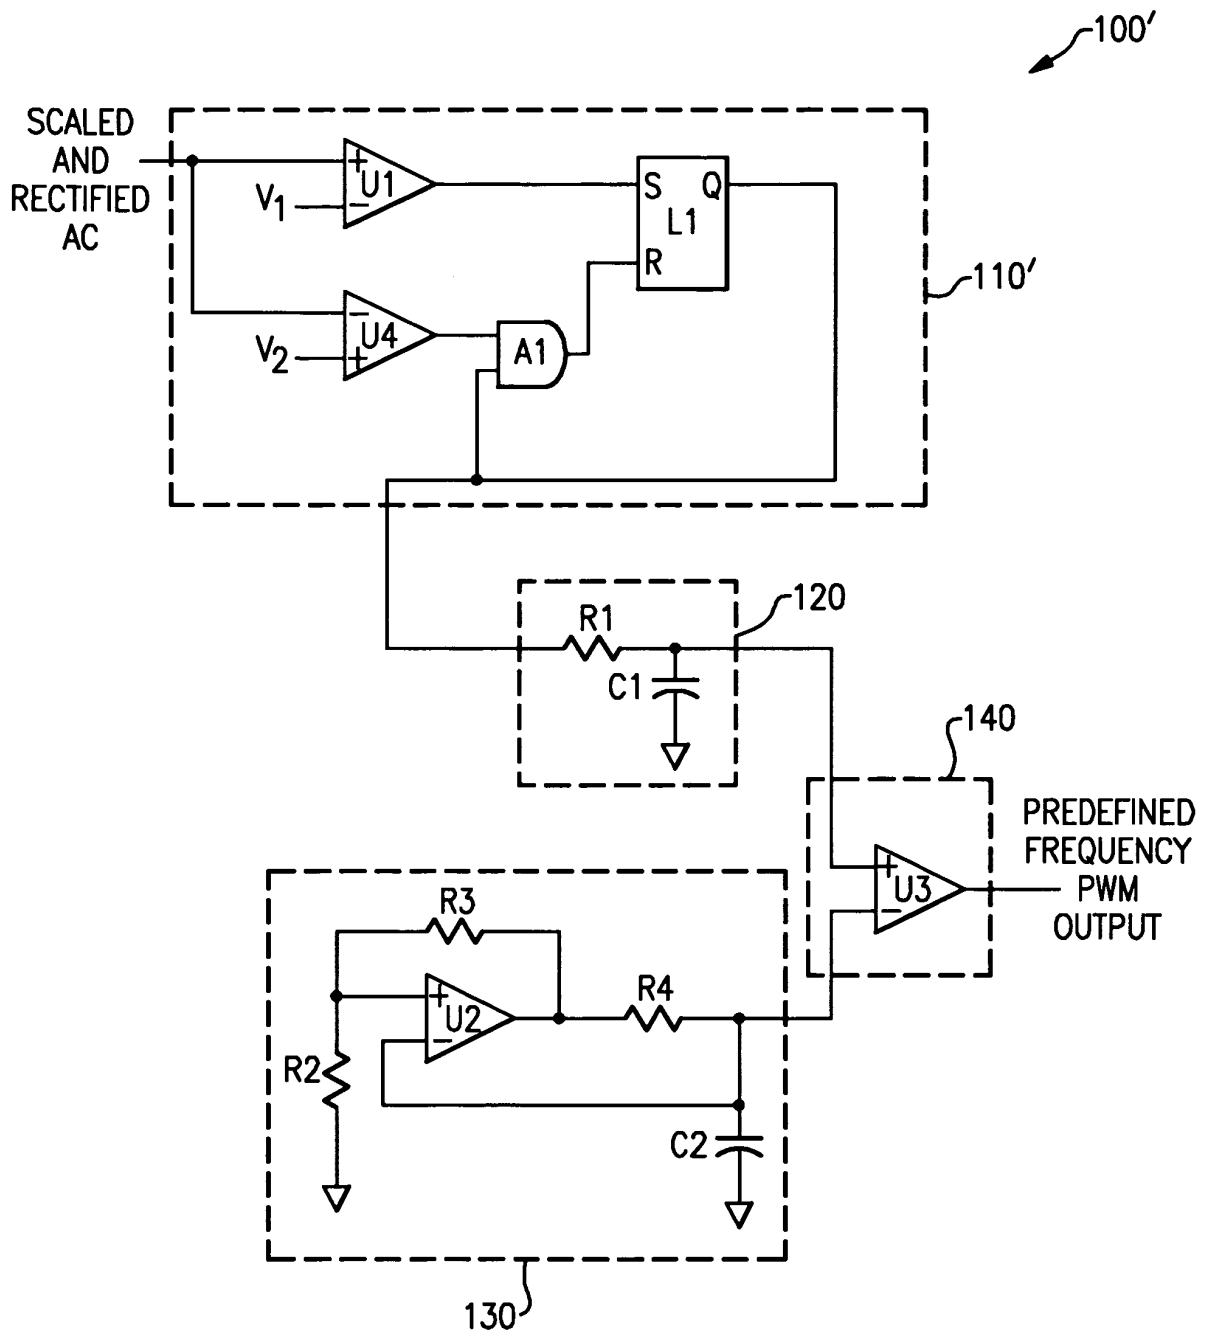 100'
SCALED
AND
RECTIFIED
AC
+
U1
−
V1
S
Q
L1
R
110'
−
U4
+
V2
A1
120
R1
C1
140
PREDEFINED
FREQUENCY
PWM
OUTPUT
+
U3
−
R3
+
U2
−
R4
R2
C2
130